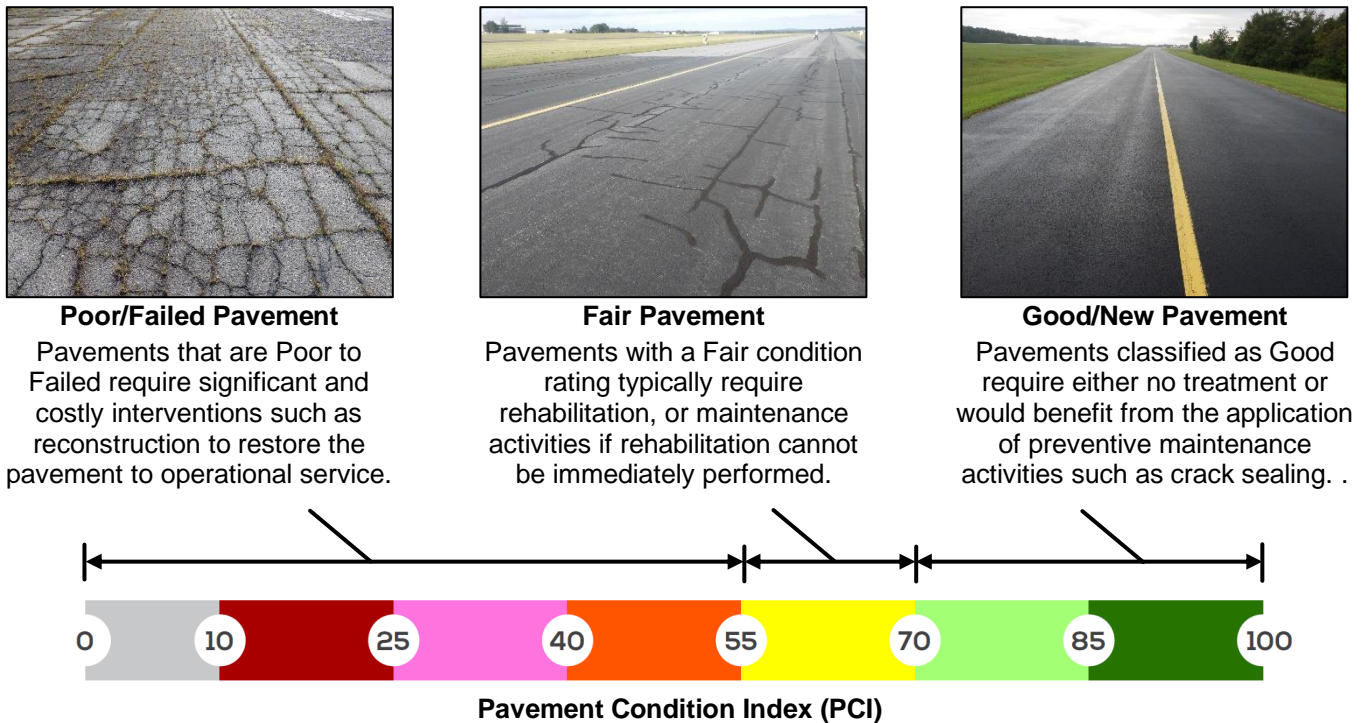 Poor/Failed Pavement
Pavements that are Poor to
Failed require significant and
costly interventions such as
reconstruction to restore the
pavement to operational service.
Fair Pavement
Pavements with a Fair condition
rating typically require
rehabilitation, or maintenance
activities if rehabilitation cannot
be immediately performed.
Good/New Pavement
Pavements classified as Good
require either no treatment or
would benefit from the application
of preventive maintenance
activities such as crack sealing. .
0 10 25 40 55 70 85 100
Pavement Condition Index (PCI)